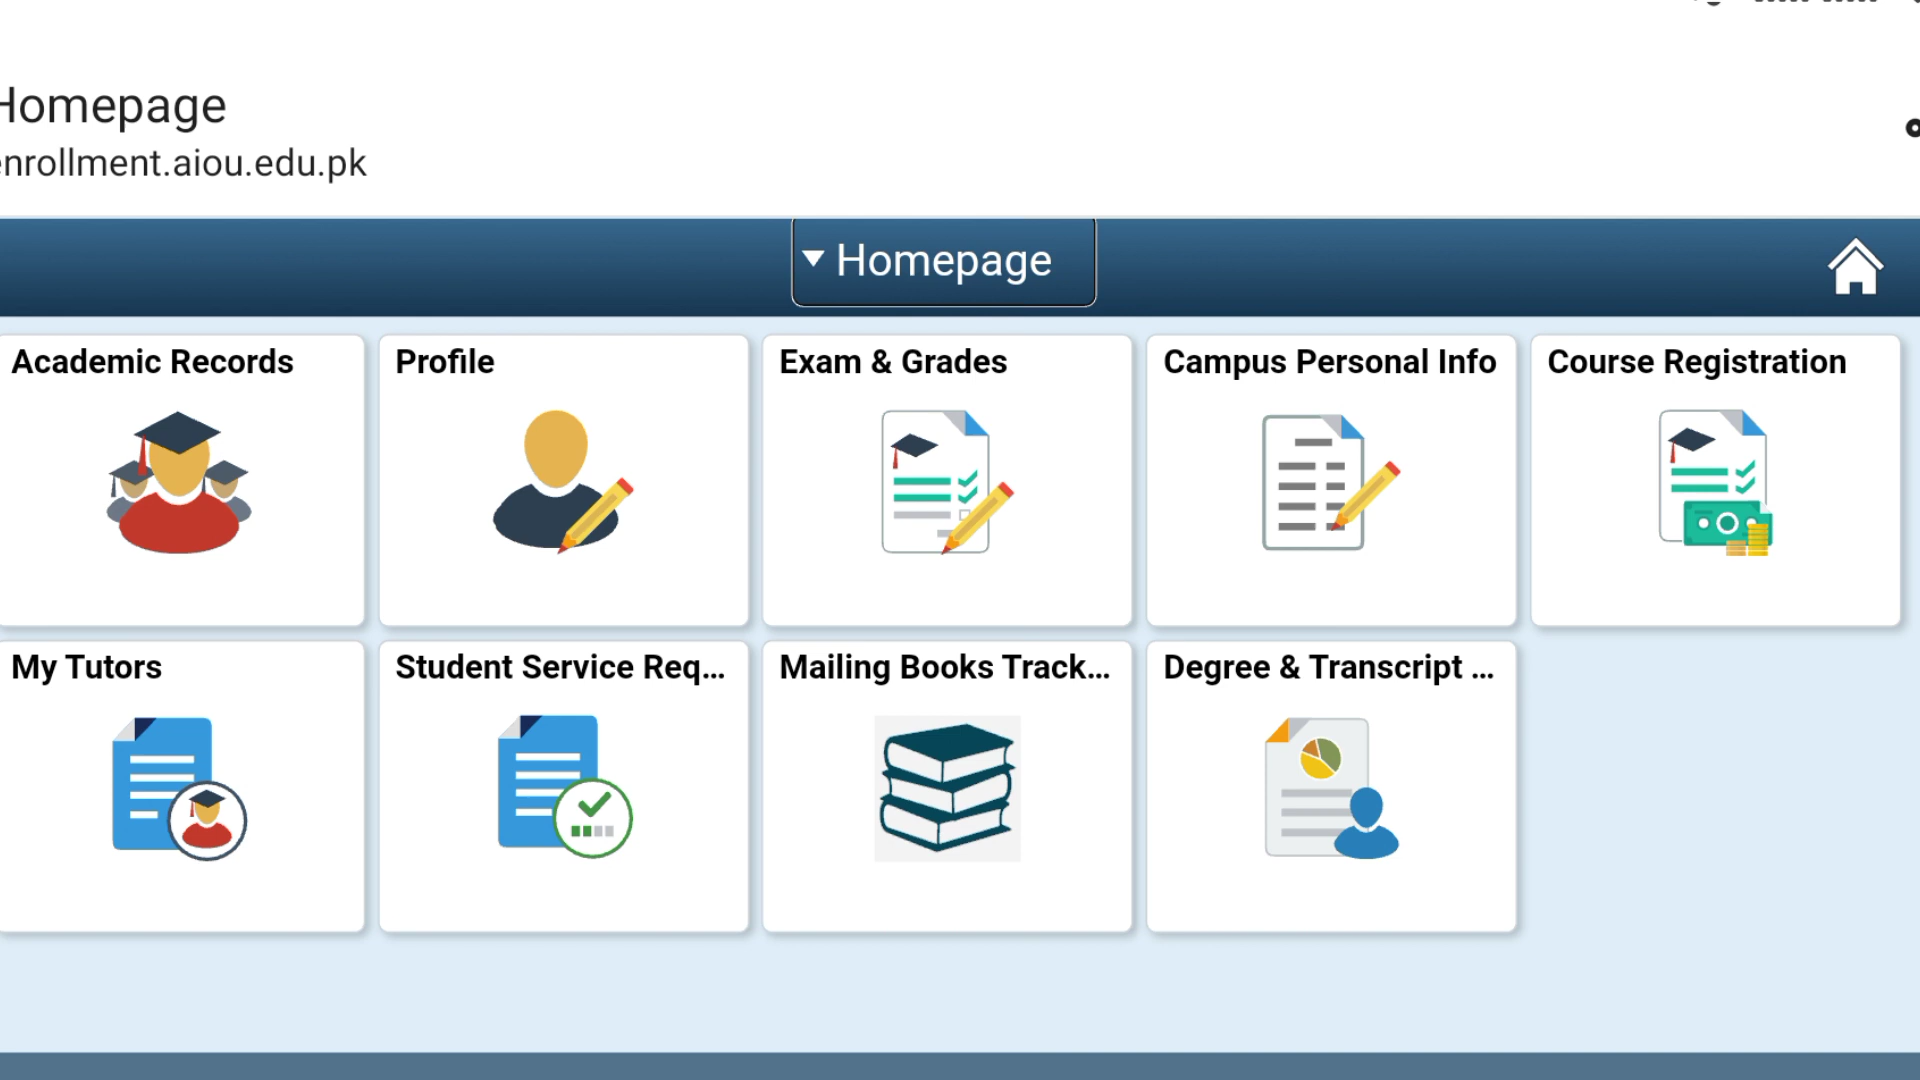 Homepage
enrollment.aiou.edu.pk
Homepage
Academic Records
Profile
Exam & Grades
Campus Personal Info
Course Registration
My Tutors
Student Service Req...
Mailing Books Track...
Degree & Transcript ...